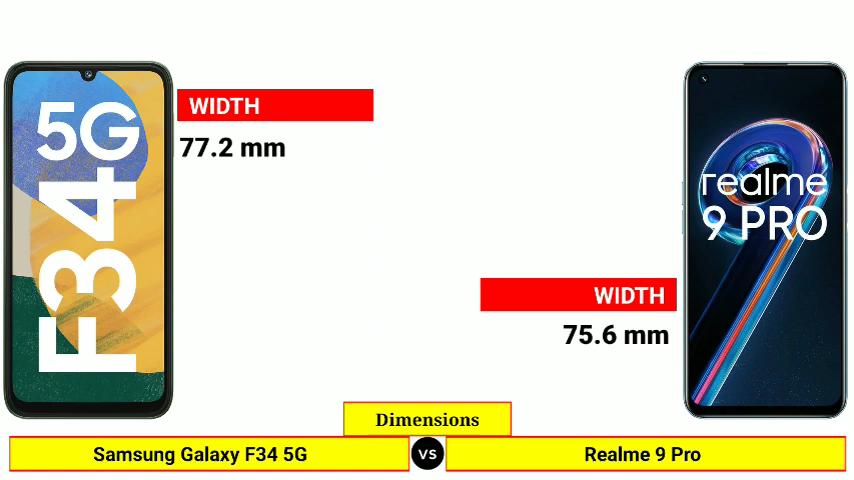 5G
F34
WIDTH
77.2 mm
realme
9 PRO
WIDTH
75.6 mm
Dimensions
Samsung Galaxy F34 5G
VS
Realme 9 Pro